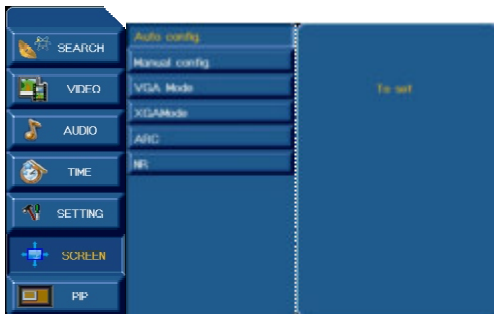 SEARCH
VIDEO
AUDIO
TIME
SETTING
SCREEN
PIP
Auto config
Manual config
VGA Mode
XGAMode
ARC
NR
To set